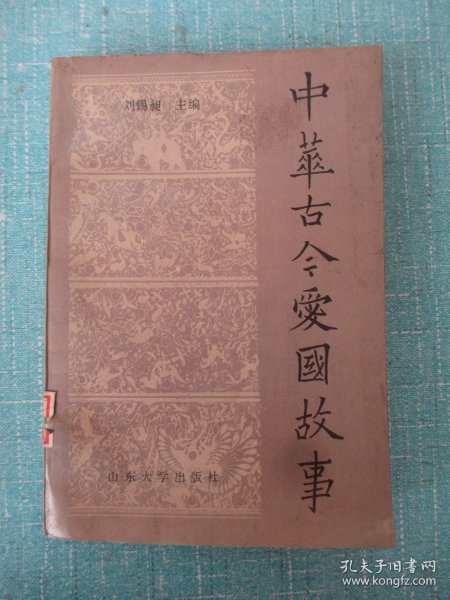 中華古今愛國故事
刘锡昶 主编
山东大学出版社
孔夫子旧书网
www.kongfz.com